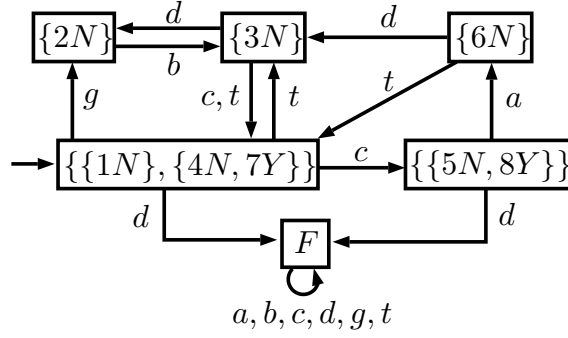 d d
{2N} {3N} {6N}
b
t
g c, t t a
{{1N}, {4N, 7Y}} c {{5N, 8Y}}
d d
F
a, b, c, d, g, t